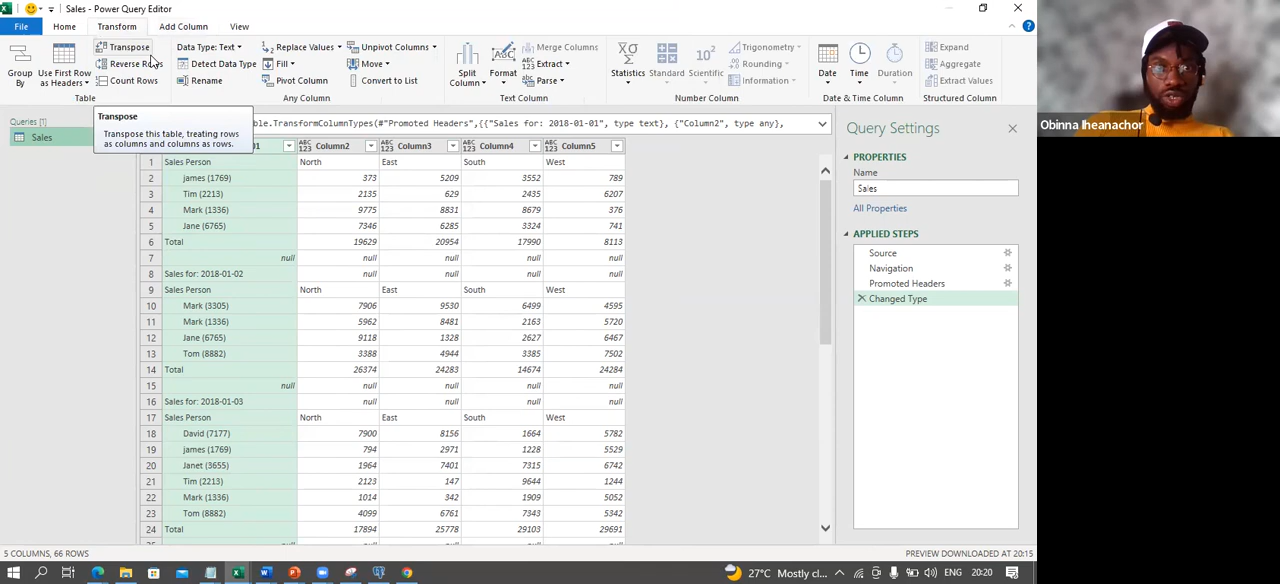 Sales - Power Query Editor
File Home Transform Add Column View
Group By
Use First Row as Headers
Transpose
Count Rows
Table
Data Type: Text
Detect Data Type
Rename
Replace Values
Fill
Pivot Column
Unpivot Columns
Move
Convert to List
Any Column
Split Column
Format
Merge Columns
Extract
Parse
Text Column
Statistics
Standard
Scientific
10²
Trigonometry
Rounding
Information
Number Column
Date
Time
Duration
Date & Time Column
Expand
Aggregate
Extract Values
Structured Column
Transpose
Transpose this table, treating rows
as columns and columns as rows.
Queries [1]
Sales
able.TransformColumnTypes(#"Promoted Headers",{{"Sales for: 2018-01-01", type text}, {"Column2", type any},
Column2 Column3 Column4 Column5
1 Sales Person North East South West
2 james (1769) 373 5209 3552 789
3 Tim (2213) 2135 629 2435 6207
4 Mark (1336) 9775 8831 8679 376
5 Jane (6765) 7346 6285 3324 741
6 Total 19629 20954 17990 8113
7 null null null null null
8 Sales for: 2018-01-02 null null null null
9 Sales Person North East South West
10 Mark (3305) 7906 9530 6499 4595
11 Mark (1336) 5962 8481 2163 5720
12 Jane (6765) 9118 1328 2627 6467
13 Tom (8882) 3388 4944 3385 7502
14 Total 26374 24283 14674 24284
15 null null null null null
16 Sales for: 2018-01-03 null null null null
17 Sales Person North East South West
18 David (7177) 7900 8156 1664 5782
19 james (1769) 794 2971 1228 5529
20 Janet (3655) 1964 7401 7315 6742
21 Tim (2213) 2123 147 9644 1244
22 Mark (1336) 1014 342 1909 5052
23 Tom (8882) 4099 6761 7343 5342
24 Total 17894 25778 29103 29691
Query Settings
PROPERTIES
Name
Sales
All Properties
APPLIED STEPS
Source
Navigation
Promoted Headers
Changed Type
Obinna Iheanachor
5 COLUMNS, 66 ROWS
PREVIEW DOWNLOADED AT 20:15
27°C Mostly cl... ENG 20:20